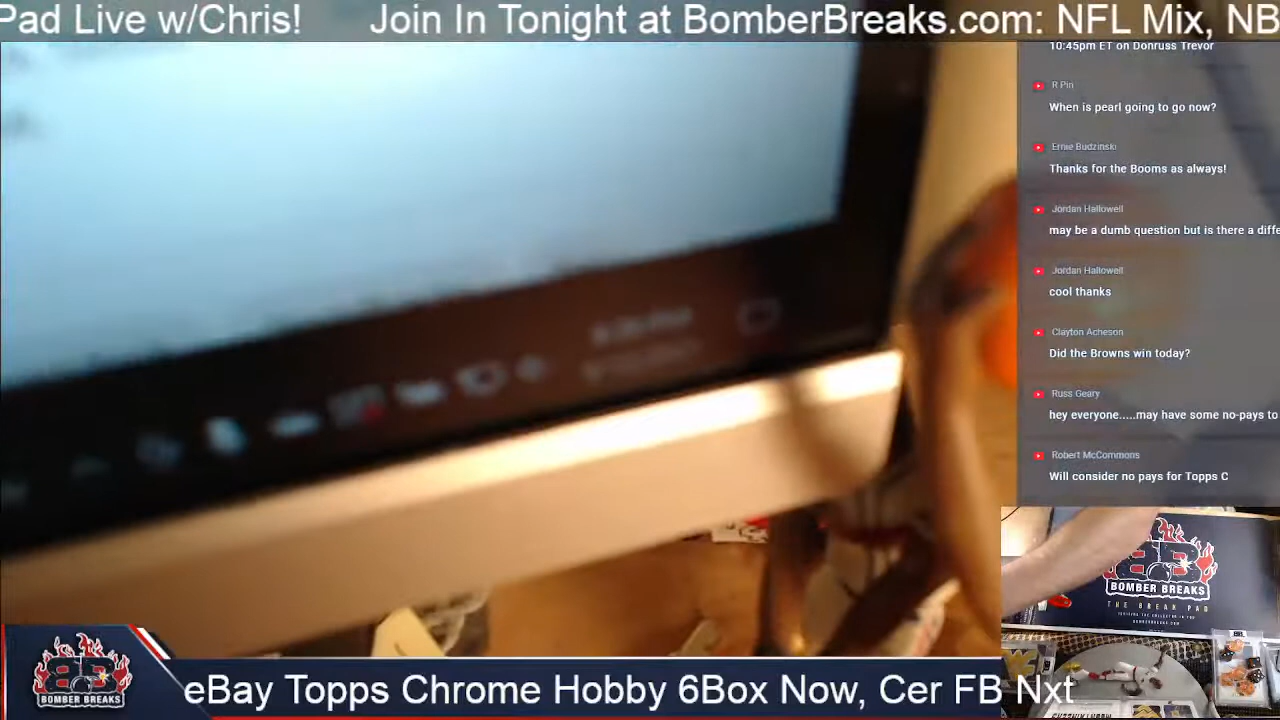 Pad Live w/Chris! Join In Tonight at BomberBreaks.com: NFL Mix, NB
10:45pm ET on Donruss Trevor
R Pin
When is pearl going to go now?
Ernie Budzinski
Thanks for the Booms as always!
Jordan Hallowell
may be a dumb question but is there a diffe
Jordan Hallowell
cool thanks
Clayton Acheson
Did the Browns win today?
Russ Geary
hey everyone.....may have some no-pays to
Robert McCommons
Will consider no pays for Topps C
BOMBER BREAKS
THE BREAK PAD
BOMBER BREAKS
eBay Topps Chrome Hobby 6Box Now, Cer FB Nxt